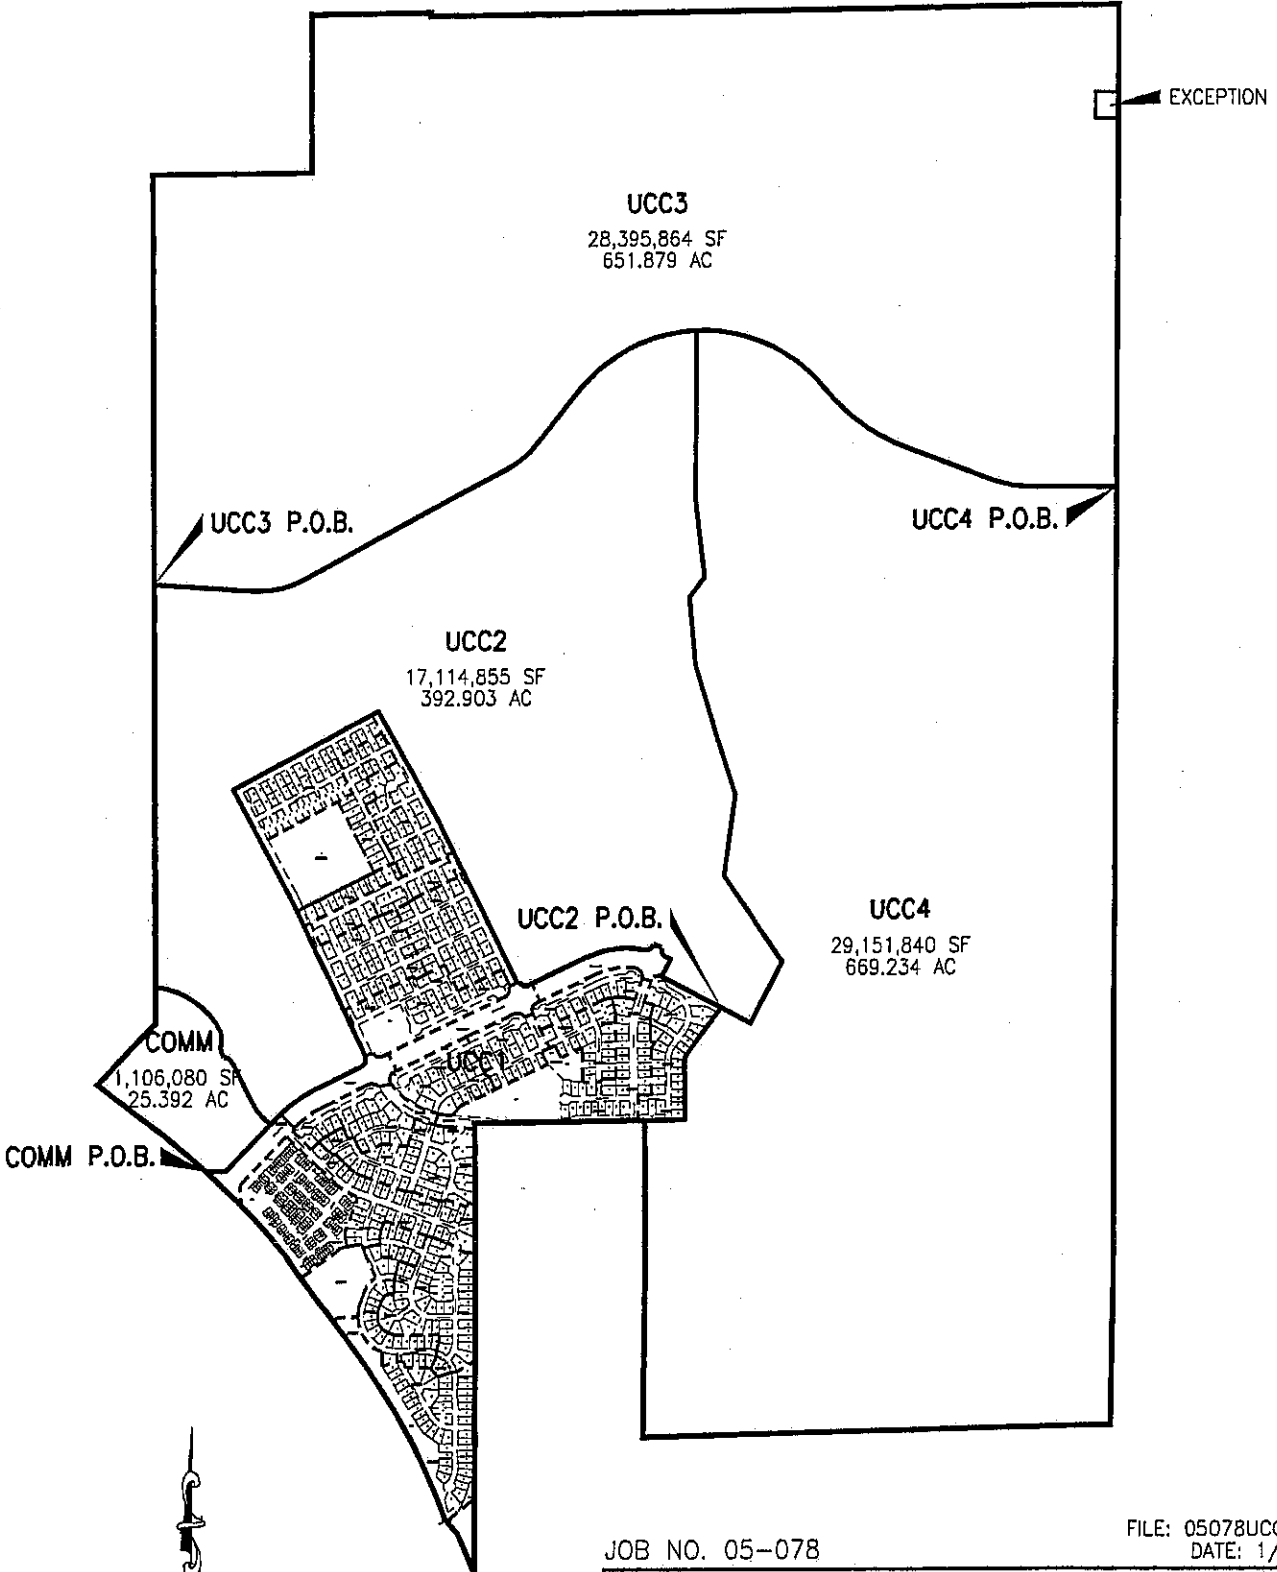 EXCEPTION
UCC3
28,395,864 SF
651.879 AC
UCC3 P.O.B.
UCC4 P.O.B.
UCC2
17,114,855 SF
392.903 AC
UCC2 P.O.B.
UCC4
29,151,840 SF
669.234 AC
COMM
1,106,080 SF
25.392 AC
UCC1
COMM P.O.B.
JOB NO. 05-078
FILE: 05078UCC
DATE: 1/